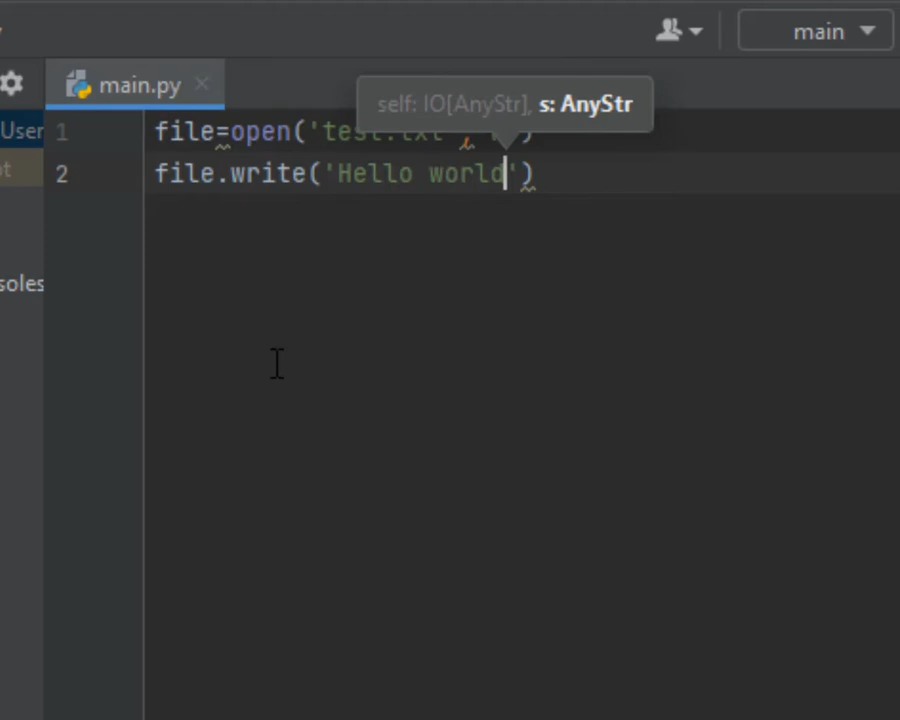 main
main.py
self: IO[AnyStr], s: AnyStr
User
1 file=open('test.txt
2 file.write('Hello world')
soles